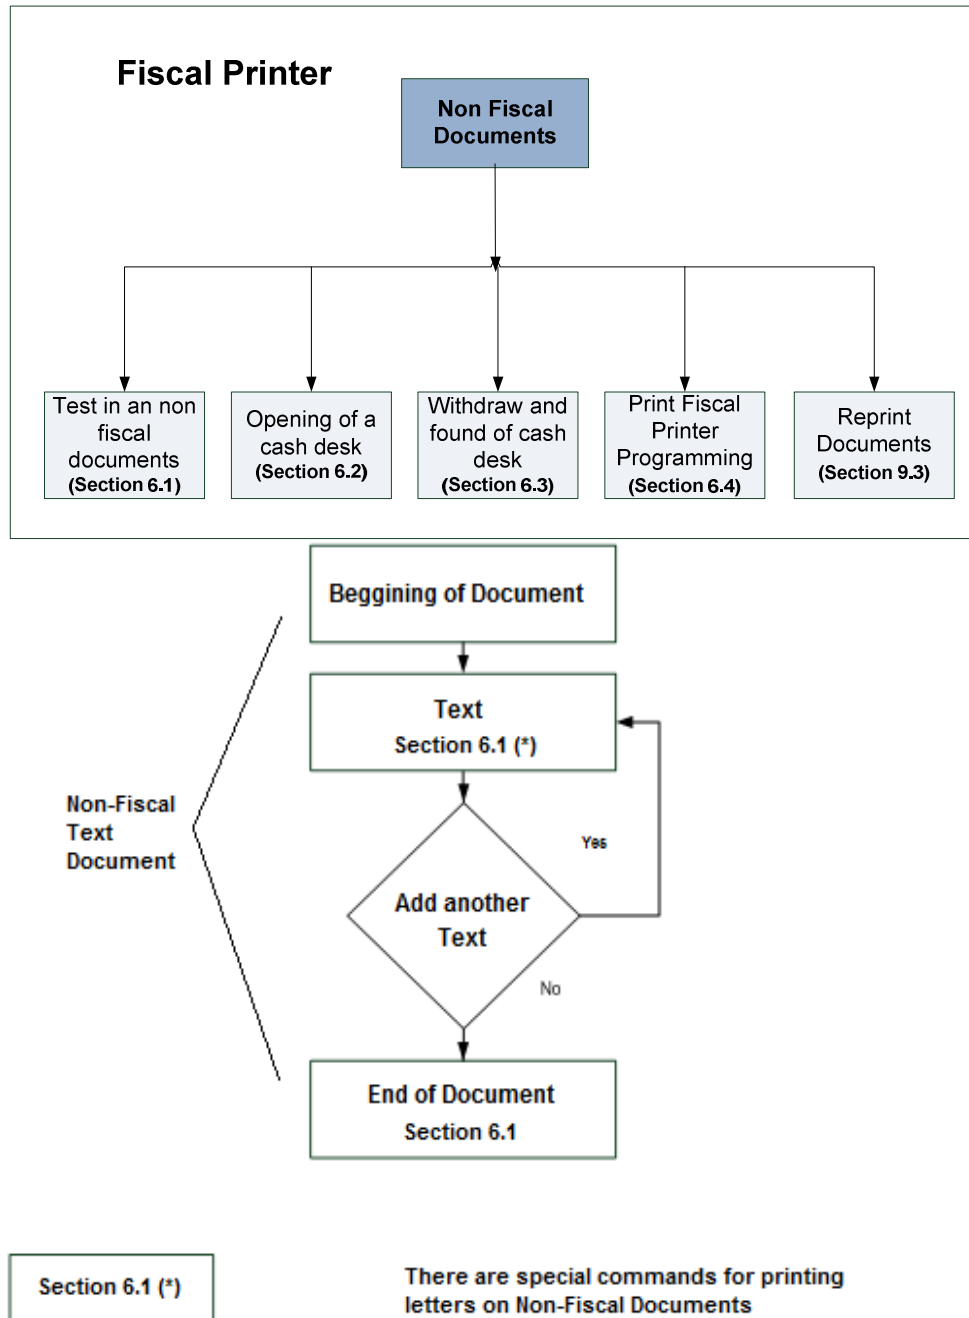 Fiscal Printer
Non Fiscal
Documents
Test in an non
fiscal
documents
(Section 6.1)
Opening of a
cash desk
(Section 6.2)
Withdraw and
found of cash
desk
(Section 6.3)
Print Fiscal
Printer
Programming
(Section 6.4)
Reprint
Documents
(Section 9.3)
Beggining of Document
Text
Section 6.1 (*)
Non-Fiscal
Text
Document
Yes
Add another
Text
No
End of Document
Section 6.1
Section 6.1 (*)
There are special commands for printing
letters on Non-Fiscal Documents